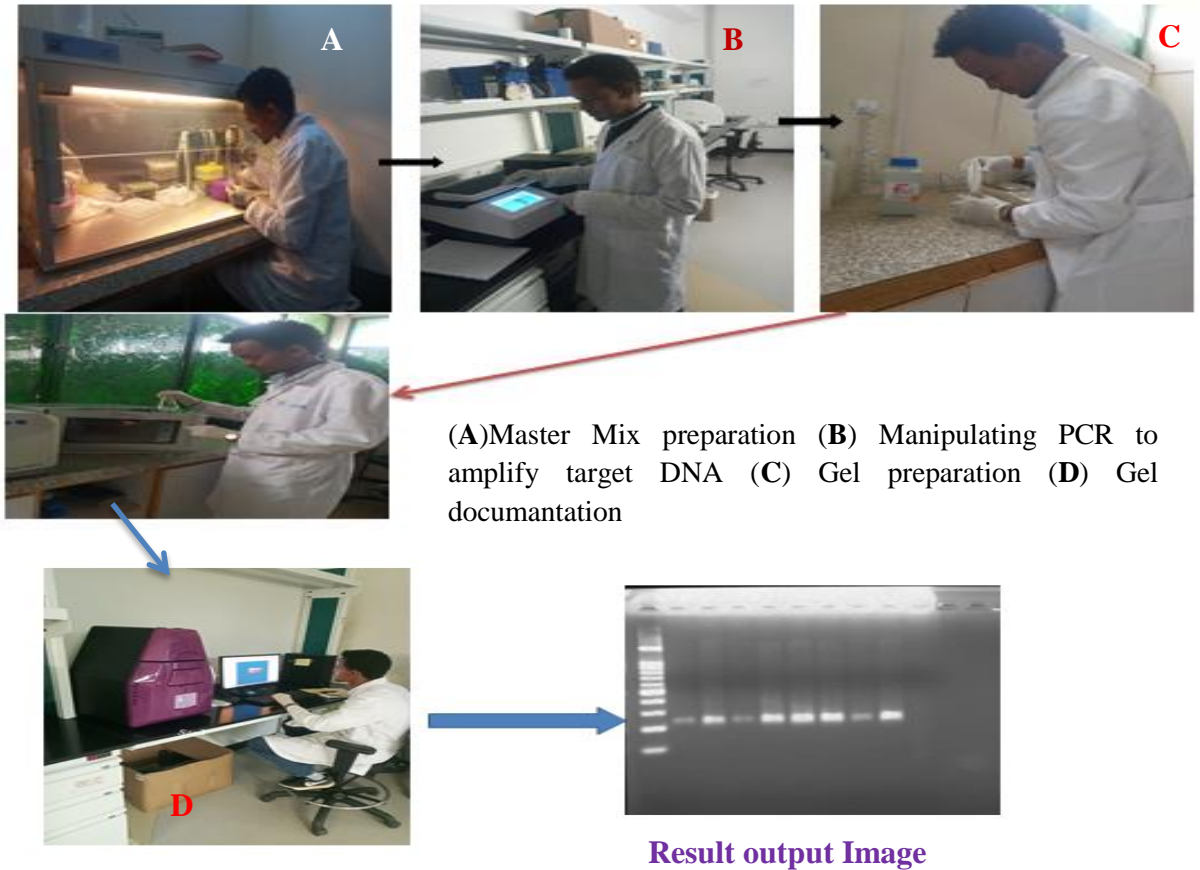 A
B
C
(A)Master Mix preparation (B) Manipulating PCR to
amplify target DNA (C) Gel preparation (D) Gel
documantation
D
Result output Image